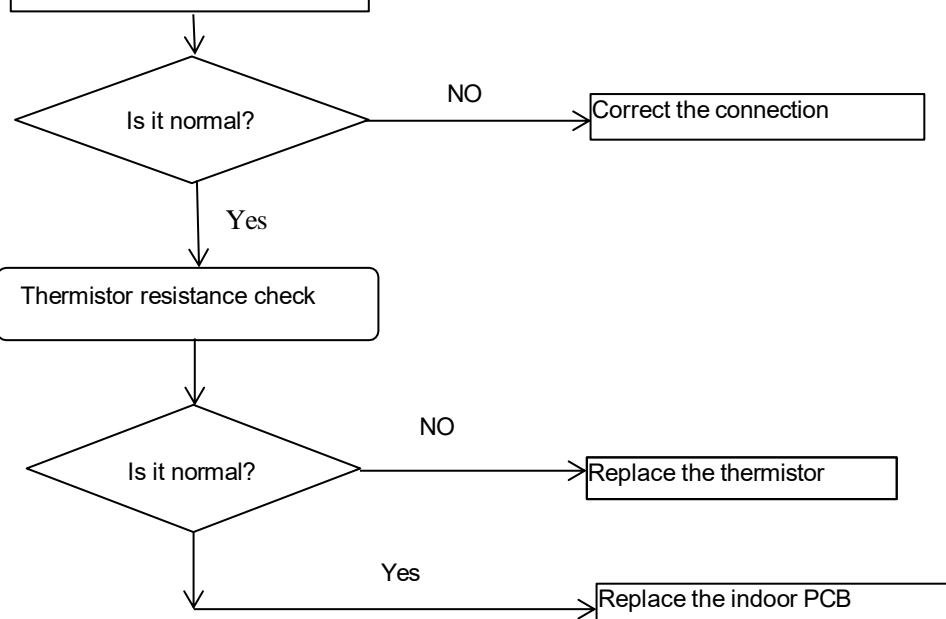 NO
Is it normal?
Correct the connection
Yes
Thermistor resistance check
NO
Is it normal?
Replace the thermistor
Yes
Replace the indoor PCB